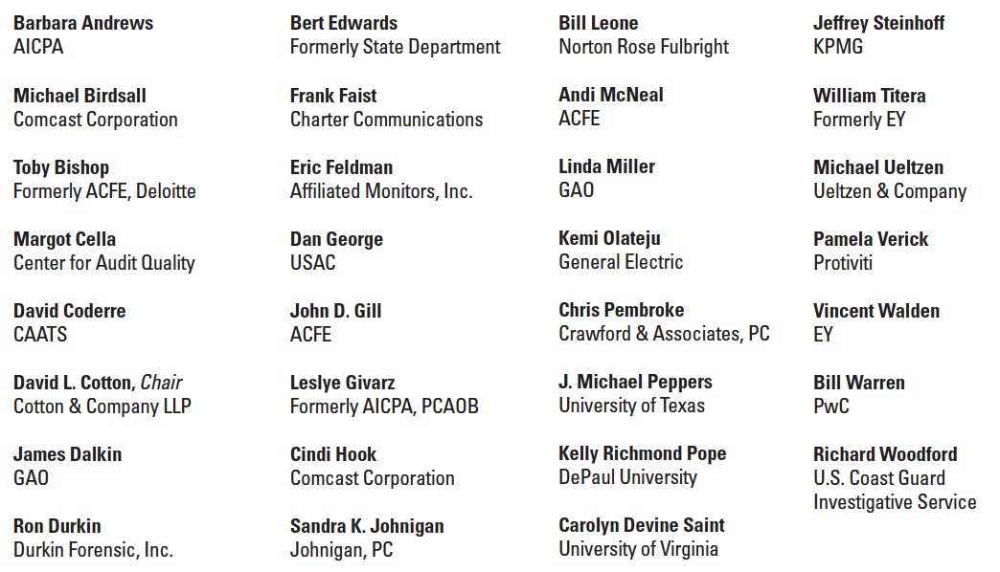 Barbara Andrews
AICPA
Michael Birdsall
Comcast Corporation
Toby Bishop
Formerly ACFE, Deloitte
Margot Cella
Center for Audit Quality
David Coderre
CAATS
David L. Cotton, Chair
Cotton & Company LLP
James Dalkin
GAO
Ron Durkin
Durkin Forensic, Inc.
Bert Edwards
Formerly State Department
Frank Faist
Charter Communications
Eric Feldman
Affiliated Monitors, Inc.
Dan George
USAC
John D. Gill
ACFE
Leslye Givarz
Formerly AICPA, PCAOB
Cindi Hook
Comcast Corporation
Sandra K. Johnigan
Johnigan, PC
Bill Leone
Norton Rose Fulbright
Andi McNeal
ACFE
Linda Miller
GAO
Kemi Olateju
General Electric
Chris Pembroke
Crawford & Associates, PC
J. Michael Peppers
University of Texas
Kelly Richmond Pope
DePaul University
Carolyn Devine Saint
University of Virginia
Jeffrey Steinhoff
KPMG
William Titera
Formerly EY
Michael Ueltzen
Ueltzen & Company
Pamela Verick
Protiviti
Vincent Walden
EY
Bill Warren
PwC
Richard Woodford
U.S. Coast Guard
Investigative Service